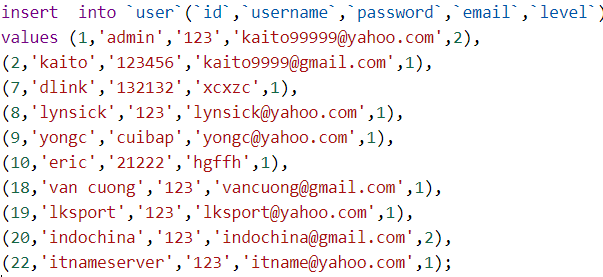 insert  into `user`(`id`,`username`,`password`,`email`,`level`)
values (1,'admin','123','kaito99999@yahoo.com',2),
(2,'kaito','123456','kaito9999@gmail.com',1),
(7,'dlink','132132','xcxzc',1),
(8,'lynsick','123','lynsick@yahoo.com',1),
(9,'yongc','cuibap','yongc@yahoo.com',1),
(10,'eric','21222','hgffh',1),
(18,'van cuong','123','vancuong@gmail.com',1),
(19,'lksport','123','lksport@yahoo.com',1),
(20,'indochina','123','indochina@gmail.com',2),
(22,'itnameserver','123','itname@yahoo.com',1);